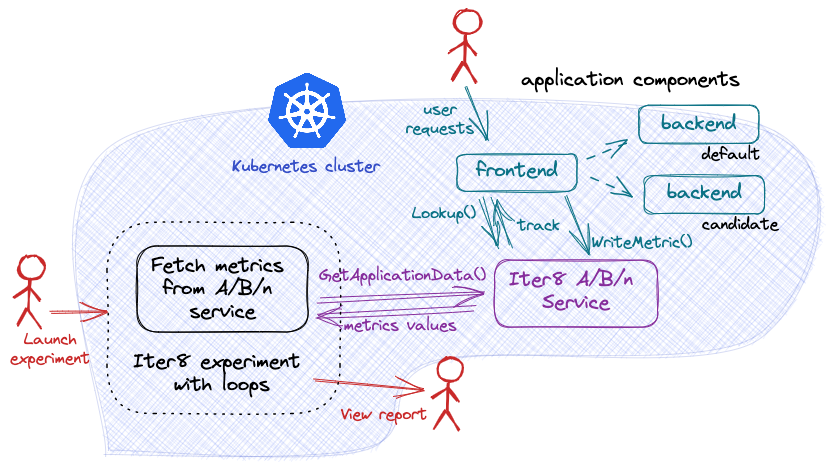 application components
user
requests
backend
default
Kubernetes cluster
frontend
backend
candidate
Lookup()
track
WriteMetric()
Fetch metrics
from A/B/n
service
GetApplicationData()
Iter8 A/B/n
Service
metrics values
Launch
experiment
Iter8 experiment
with loops
View report